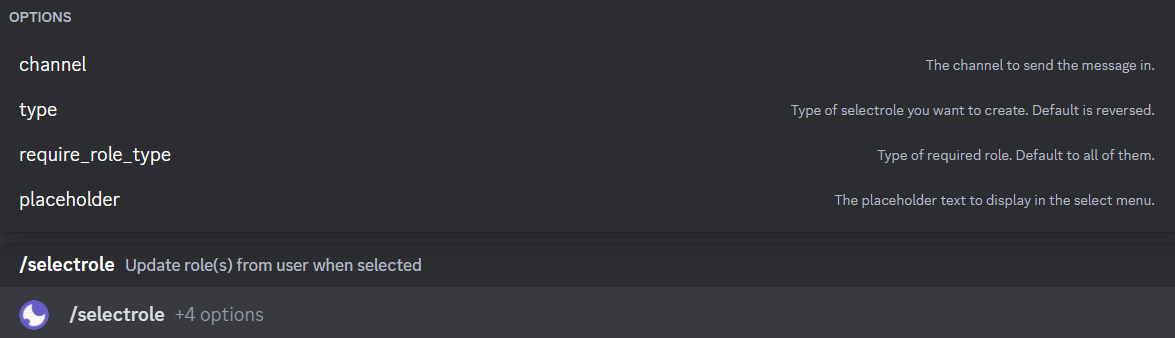 OPTIONS
channel The channel to send the message in.
type Type of selectrole you want to create. Default is reversed.
require_role_type Type of required role. Default to all of them.
placeholder The placeholder text to display in the select menu.
/selectrole Update role(s) from user when selected
/selectrole +4 options